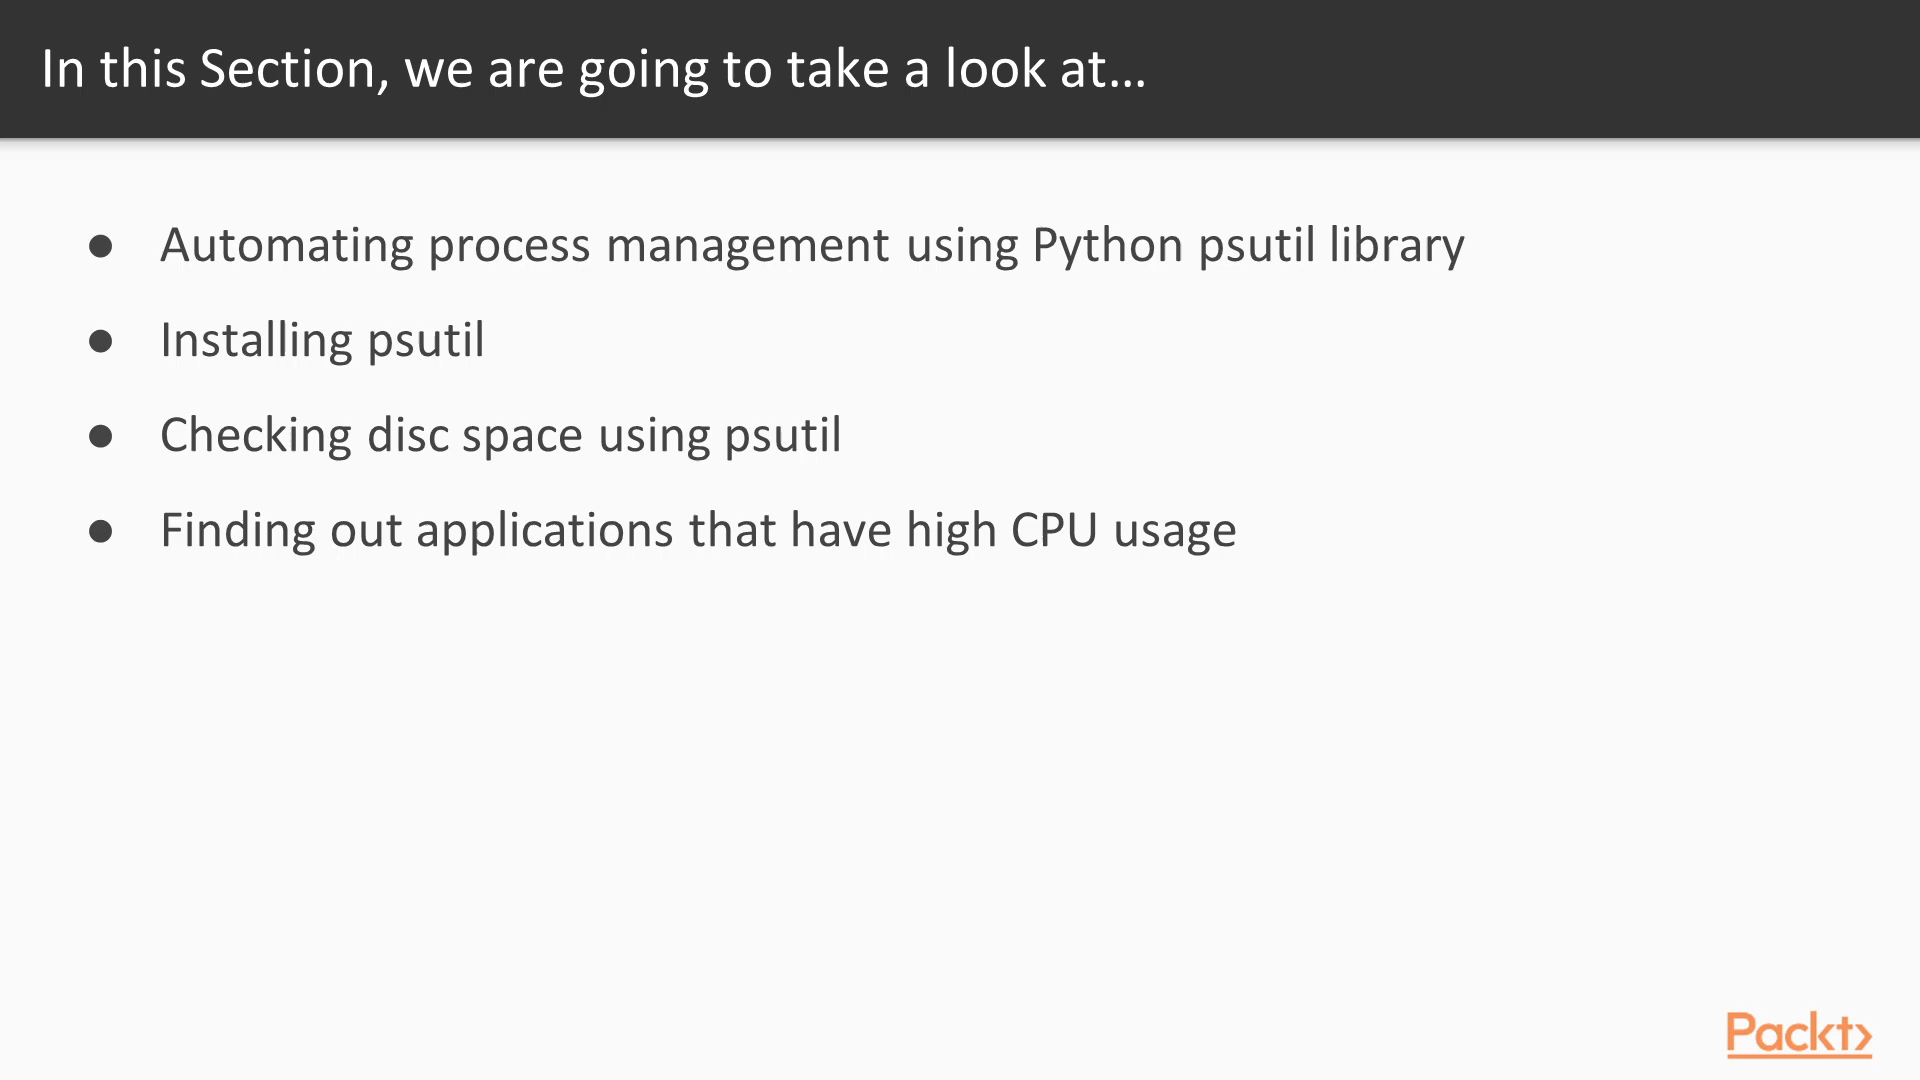 In this Section, we are going to take a look at...
● Automating process management using Python psutil library
● Installing psutil
● Checking disc space using psutil
● Finding out applications that have high CPU usage
Packt>